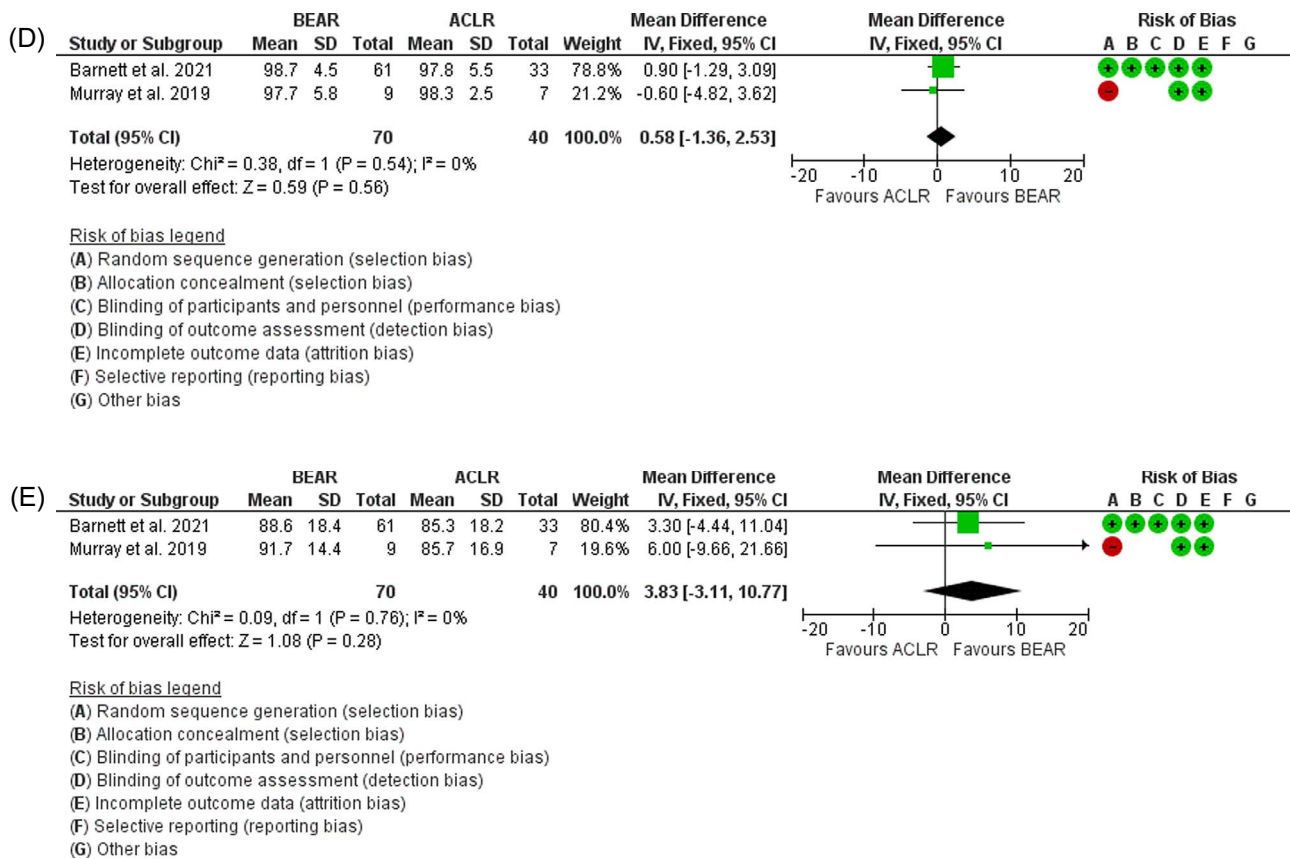 (D)
BEAR ACLR Mean Difference Mean Difference Risk of Bias
Study or Subgroup Mean SD Total Mean SD Total Weight IV, Fixed, 95% CI IV, Fixed, 95% CI A B C D E F G
Barnett et al. 2021 98.7 4.5 61 97.8 5.5 33 78.8% 0.90 [-1.29, 3.09] + + + + +
Murray et al. 2019 97.7 5.8 9 98.3 2.5 7 21.2% -0.60 [-4.82, 3.62] - + +
Total (95% CI) 70 40 100.0% 0.58 [-1.36, 2.53]
Heterogeneity: Chi² = 0.38, df = 1 (P = 0.54); I² = 0%
Test for overall effect: Z = 0.59 (P = 0.56)
-20 -10 0 10 20
Favours ACLR Favours BEAR
Risk of bias legend
(A) Random sequence generation (selection bias)
(B) Allocation concealment (selection bias)
(C) Blinding of participants and personnel (performance bias)
(D) Blinding of outcome assessment (detection bias)
(E) Incomplete outcome data (attrition bias)
(F) Selective reporting (reporting bias)
(G) Other bias
(E)
BEAR ACLR Mean Difference Mean Difference Risk of Bias
Study or Subgroup Mean SD Total Mean SD Total Weight IV, Fixed, 95% CI IV, Fixed, 95% CI A B C D E F G
Barnett et al. 2021 88.6 18.4 61 85.3 18.2 33 80.4% 3.30 [-4.44, 11.04] + + + + +
Murray et al. 2019 91.7 14.4 9 85.7 16.9 7 19.6% 6.00 [-9.66, 21.66] - + +
Total (95% CI) 70 40 100.0% 3.83 [-3.11, 10.77]
Heterogeneity: Chi² = 0.09, df = 1 (P = 0.76); I² = 0%
Test for overall effect: Z = 1.08 (P = 0.28)
-20 -10 0 10 20
Favours ACLR Favours BEAR
Risk of bias legend
(A) Random sequence generation (selection bias)
(B) Allocation concealment (selection bias)
(C) Blinding of participants and personnel (performance bias)
(D) Blinding of outcome assessment (detection bias)
(E) Incomplete outcome data (attrition bias)
(F) Selective reporting (reporting bias)
(G) Other bias